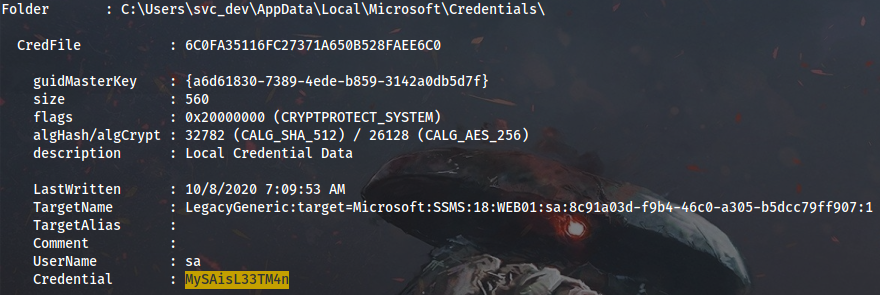 Folder : C:\Users\svc_dev\AppData\Local\Microsoft\Credentials\
CredFile : 6C0FA35116FC27371A650B528FAEE6C0
guidMasterKey : {a6d61830-7389-4ede-b859-3142a0db5d7f}
size : 560
flags : 0x20000000 (CRYPTPROTECT_SYSTEM)
algHash/algCrypt : 32782 (CALG_SHA_512) / 26128 (CALG_AES_256)
description : Local Credential Data
LastWritten : 10/8/2020 7:09:53 AM
TargetName : LegacyGeneric:target=Microsoft:SSMS:18:WEB01:sa:8c91a03d-f9b4-46c0-a305-b5dcc79ff907:1
TargetAlias :
Comment :
UserName : sa
Credential : MySAisL33TM4n